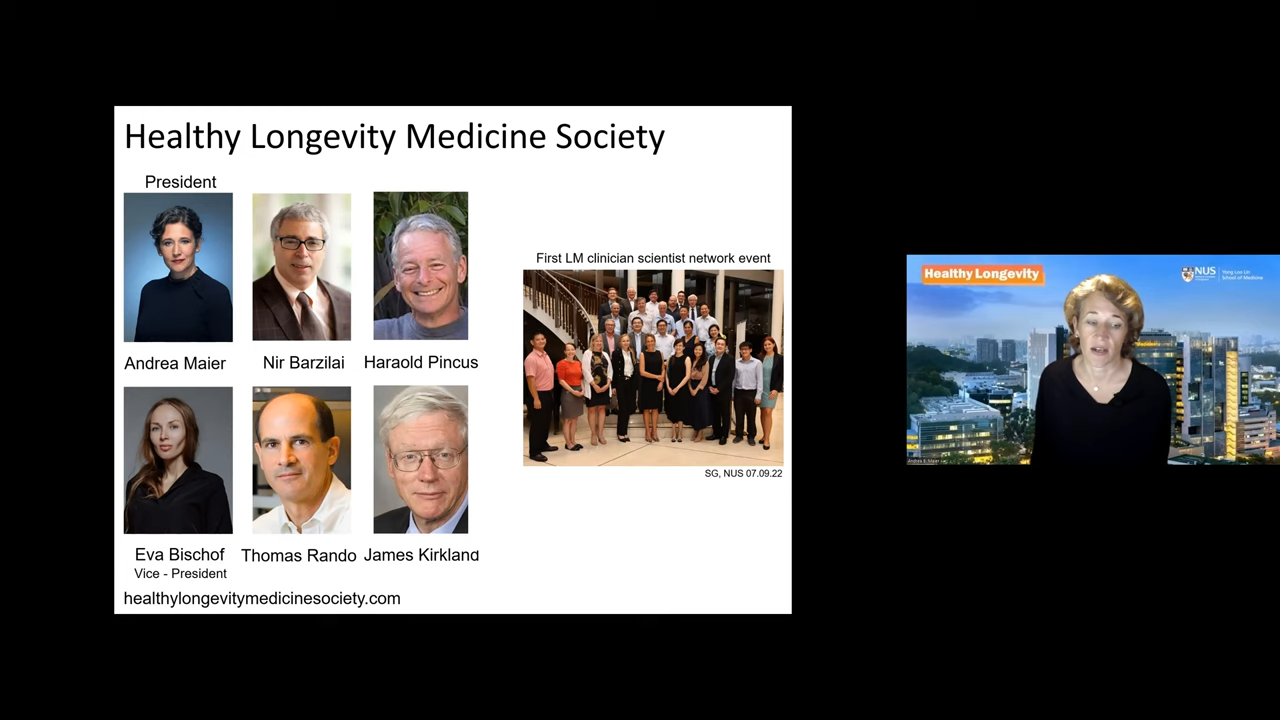 Healthy Longevity Medicine Society
President
Andrea Maier
Nir Barzilai
Haraold Pincus
Eva Bischof
Vice - President
Thomas Rando
James Kirkland
healthylongevitymedicinesociety.com
First LM clinician scientist network event
SG, NUS 07.09.22
Healthy Longevity
NUS
Yong Loo Lin
School of Medicine